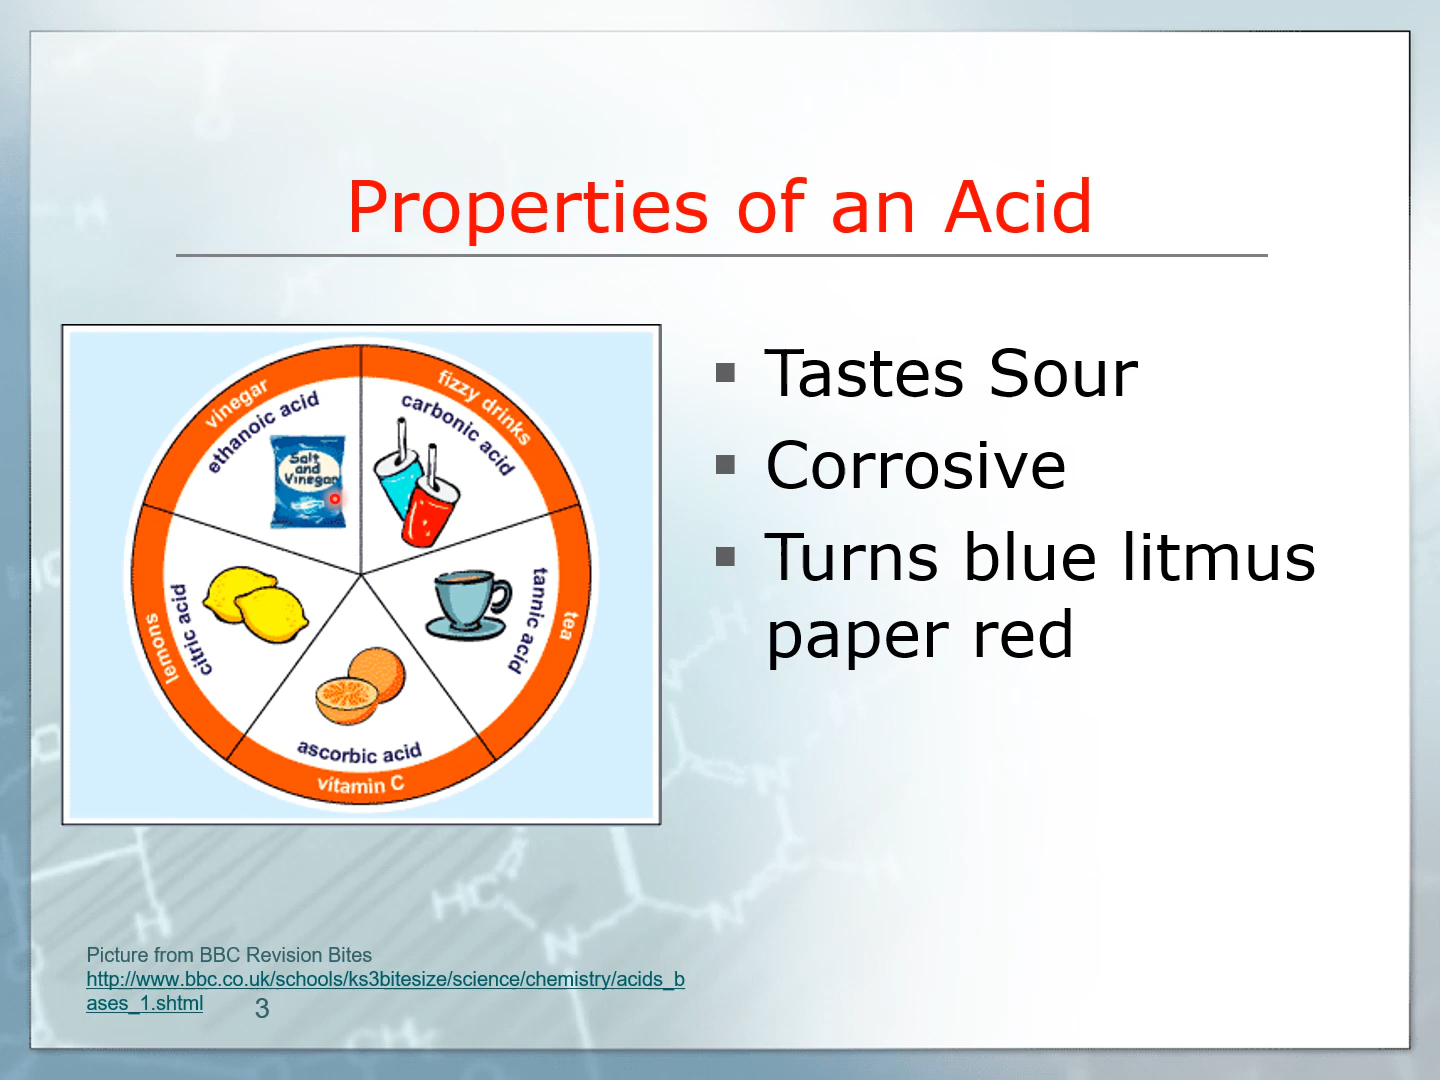 Properties of an Acid
vinegar
ethanoic acid
Salt
and
Vinegar
fizzy drinks
carbonic acid
lemons
citric acid
tea
tannic acid
ascorbic acid
vitamin C
▪ Tastes Sour
▪ Corrosive
▪ Turns blue litmus
paper red
HC
N
N
H
H
H
CH
Picture from BBC Revision Bites
http://www.bbc.co.uk/schools/ks3bitesize/science/chemistry/acids_b
ases_1.shtml
3